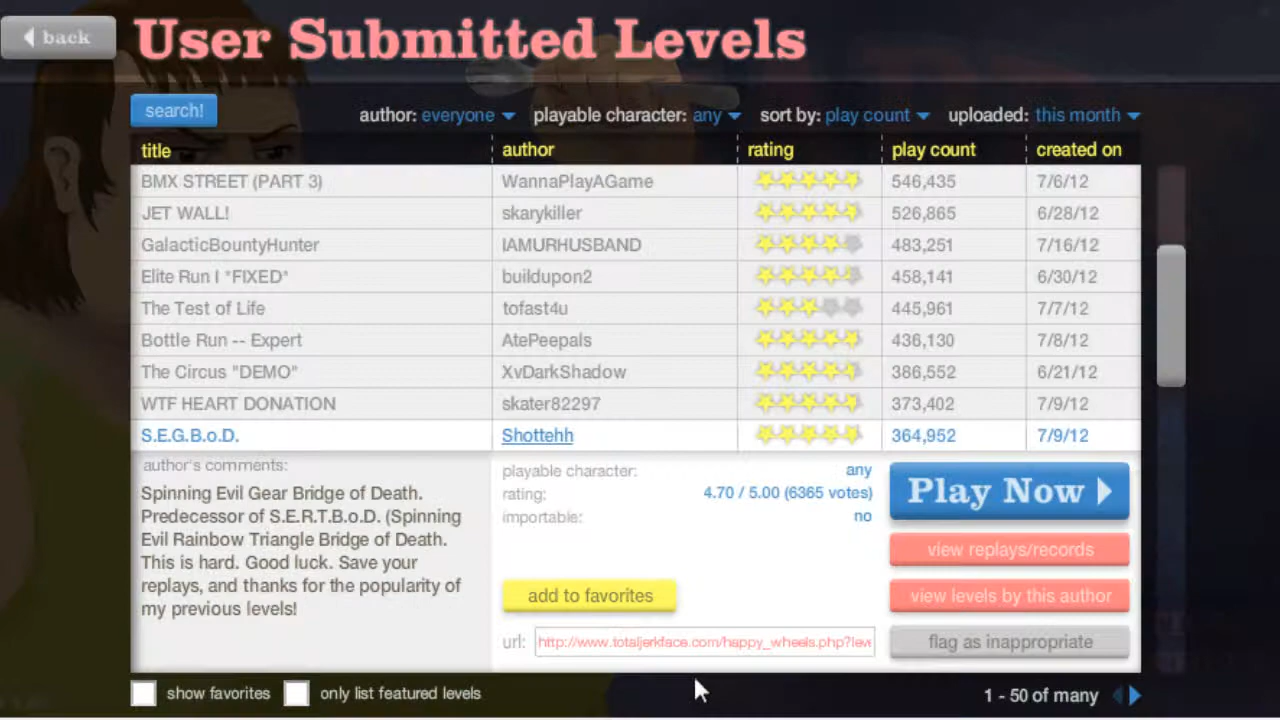 back
User Submitted Levels
search!
author: everyone playable character: any sort by: play count uploaded: this month
title author rating play count created on
BMX STREET (PART 3) WannaPlayAGame 546,435 7/6/12
JET WALL! skarykiller 526,865 6/28/12
GalacticBountyHunter IAMURHUSBAND 483,251 7/16/12
Elite Run I *FIXED* buildupon2 458,141 6/30/12
The Test of Life tofast4u 445,961 7/7/12
Bottle Run -- Expert AtePeepals 436,130 7/8/12
The Circus "DEMO" XvDarkShadow 386,552 6/21/12
WTF HEART DONATION skater82297 373,402 7/9/12
S.E.G.B.o.D. Shottehh 364,952 7/9/12
author's comments:
Spinning Evil Gear Bridge of Death.
Predecessor of S.E.R.T.B.o.D. (Spinning
Evil Rainbow Triangle Bridge of Death.
This is hard. Good luck. Save your
replays, and thanks for the popularity of
my previous levels!
playable character: any
rating: 4.70 / 5.00 (6365 votes)
importable: no
add to favorites
url: http://www.totaljerkface.com/happy_wheels.php?leve
Play Now
view replays/records
view levels by this author
flag as inappropriate
show favorites only list featured levels 1 - 50 of many